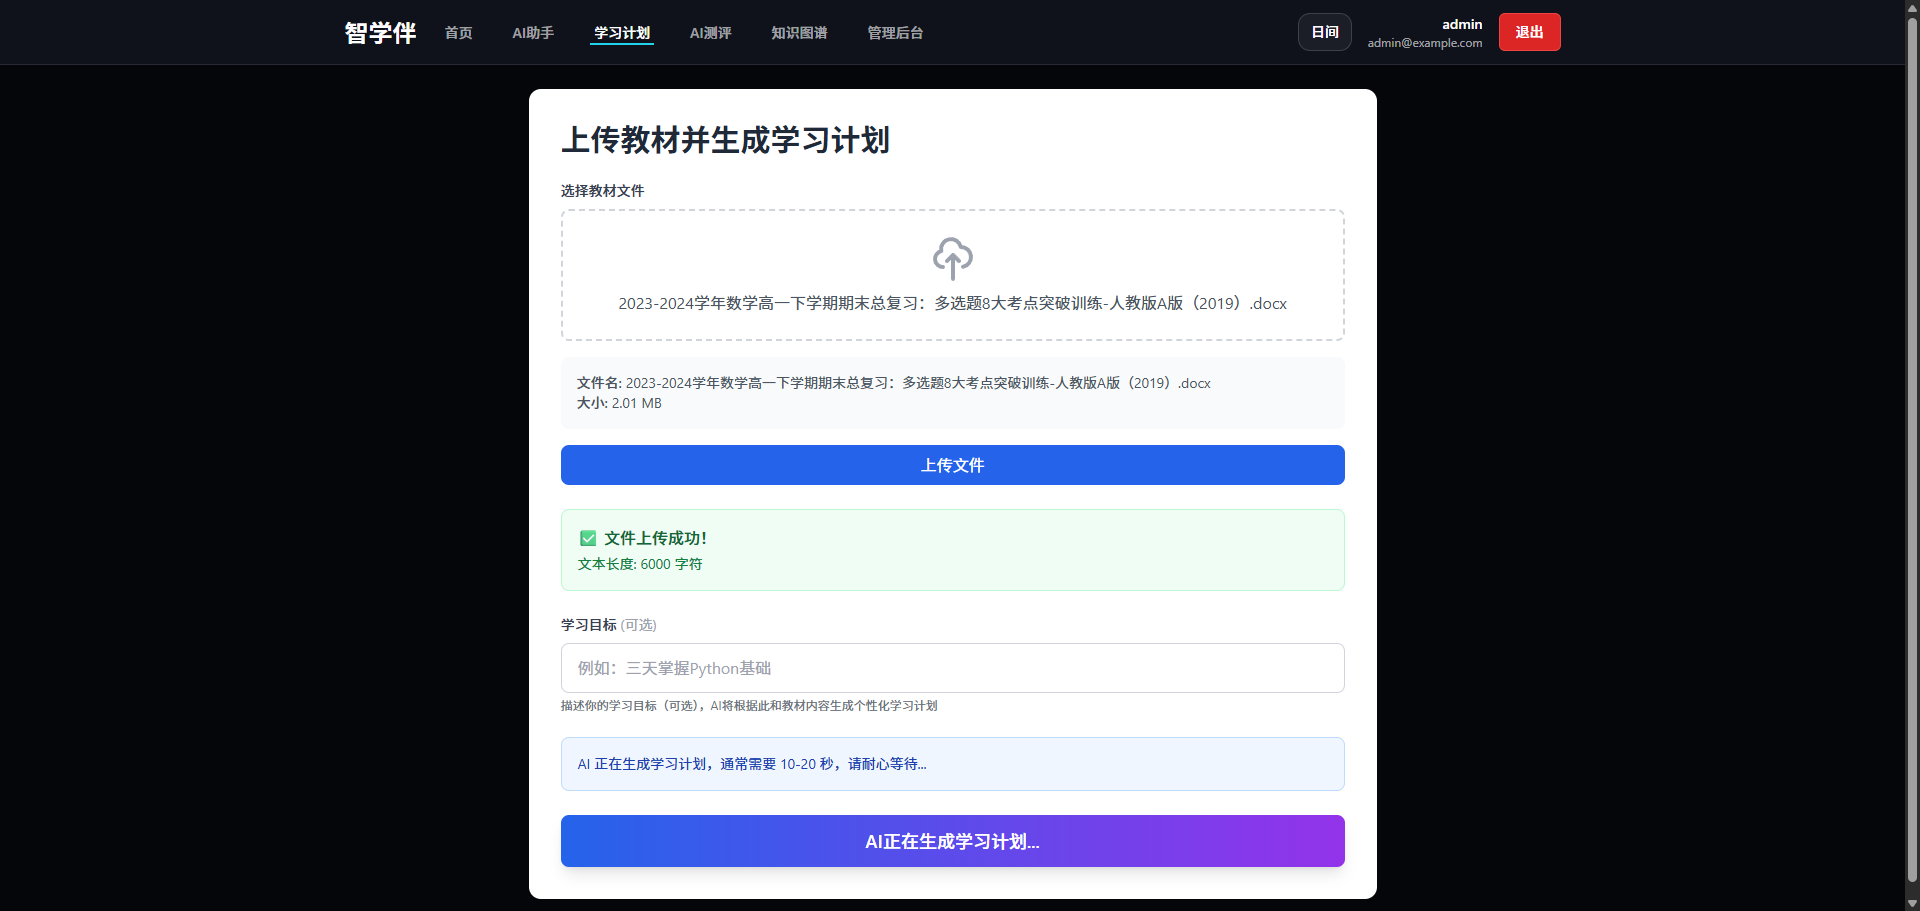 智学伴
首页
AI助手
学习计划
AI测评
知识图谱
管理后台
日间
admin
admin@example.com
退出
上传教材并生成学习计划
选择教材文件
2023-2024学年数学高一下学期期末总复习：多选题8大考点突破训练-人教版A版（2019）.docx
文件名: 2023-2024学年数学高一下学期期末总复习：多选题8大考点突破训练-人教版A版（2019）.docx
大小: 2.01 MB
上传文件
✅ 文件上传成功！
文本长度: 6000 字符
学习目标 (可选)
例如：三天掌握Python基础
描述你的学习目标（可选），AI将根据此和教材内容生成个性化学习计划
AI 正在生成学习计划，通常需要 10-20 秒，请耐心等待...
AI正在生成学习计划...